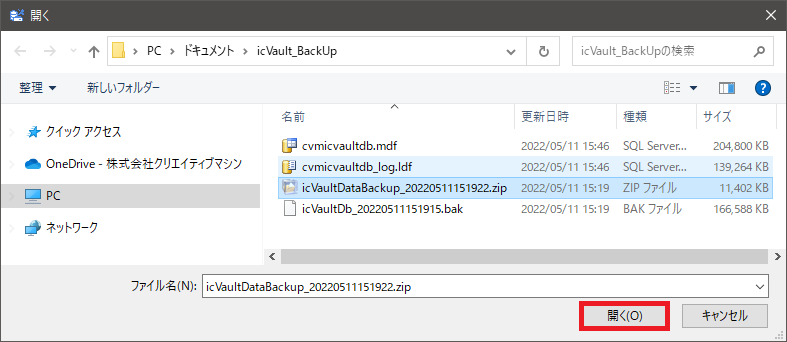 開く
PC > ドキュメント > icVault_BackUp
icVault_BackUpの検索
整理 新しいフォルダー
名前 更新日時 種類 サイズ
クイック アクセス
OneDrive - 株式会社クリエイティブマシン
PC
ネットワーク
cvmicvaultdb.mdf 2022/05/11 15:46 SQL Server... 204,800 KB
cvmicvaultdb_log.ldf 2022/05/11 15:46 SQL Server... 139,264 KB
icVaultDataBackup_20220511151922.zip 2022/05/11 15:19 ZIP ファイル 11,402 KB
icVaultDb_20220511151915.bak 2022/05/11 15:19 BAK ファイル 166,588 KB
ファイル名(N): icVaultDataBackup_20220511151922.zip
開く(O) キャンセル